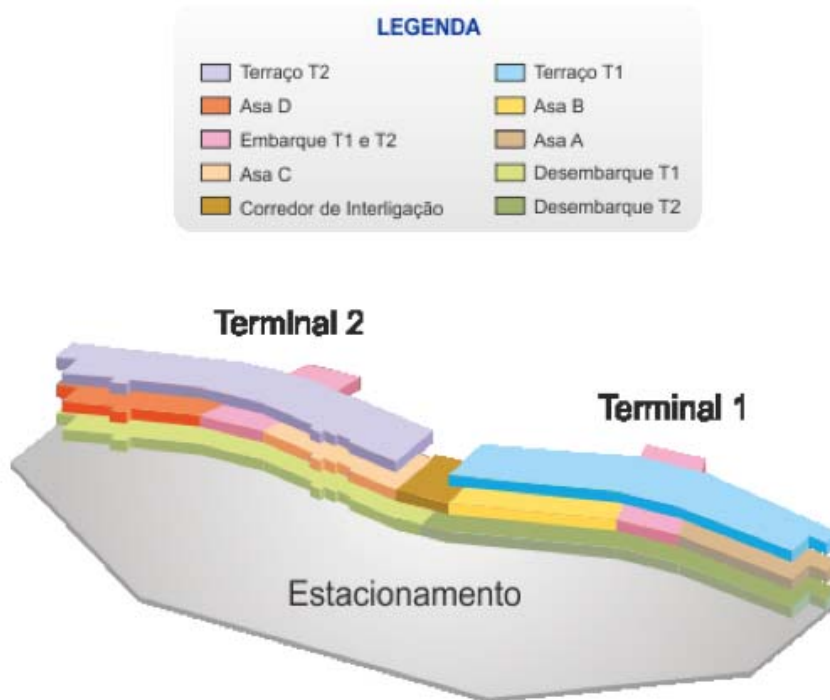 LEGENDA
Terraço T2
Terraço T1
Asa D
Asa B
Embarque T1 e T2
Asa A
Asa C
Desembarque T1
Corredor de Interligação
Desembarque T2
Terminal 2
Terminal 1
Estacionamento